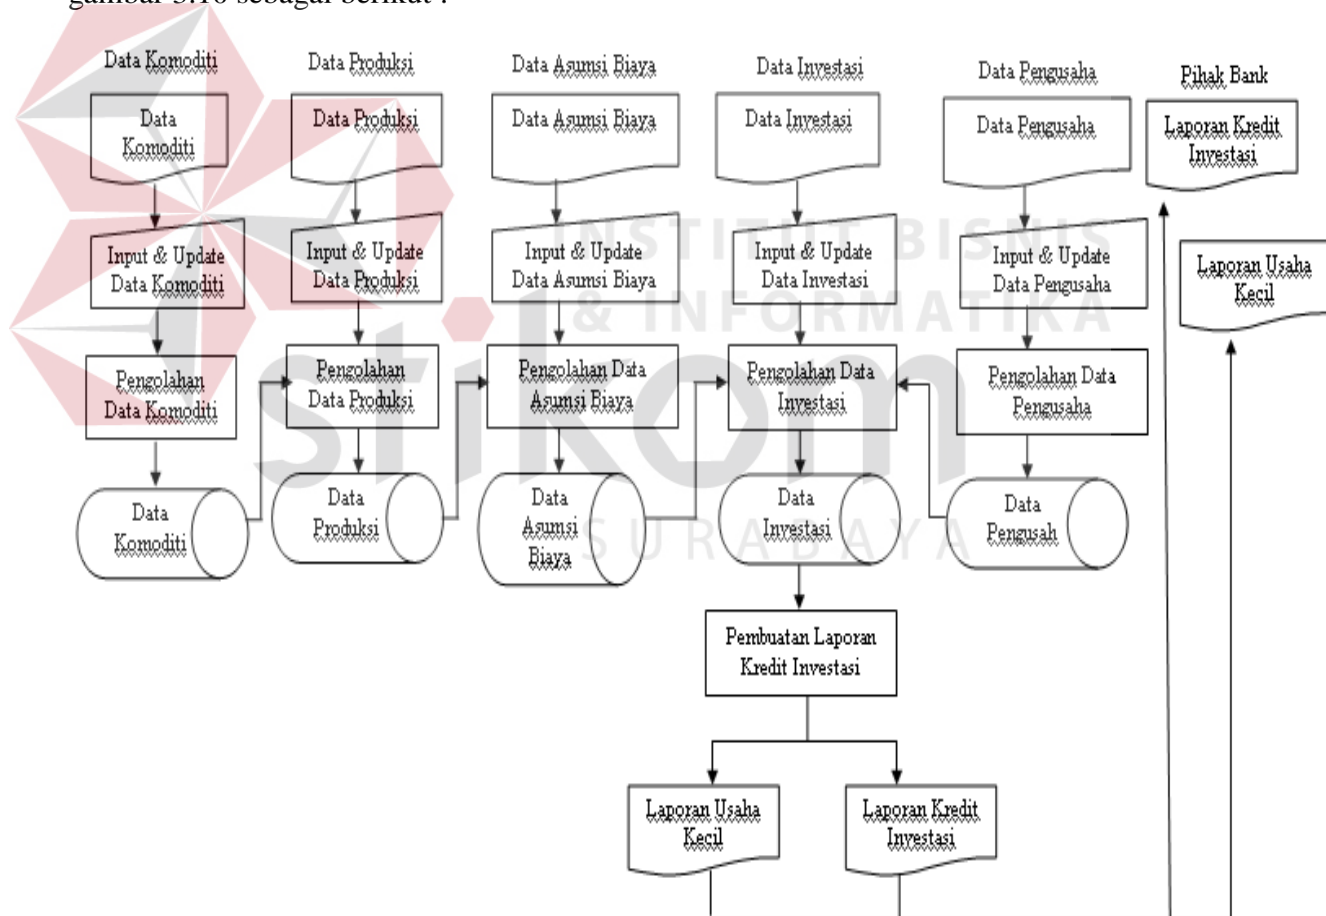 gambar 3.10 sebagai berikut :
Data Komoditi
Data Produksi
Data Asumsi Biaya
Data Investasi
Data Pengusaha
Pihak Bank
Data
Komoditi
Data Produksi
Data Asumsi Biaya
Data Investasi
Data Pengusaha
Laporan Kredit
Investasi
Input & Update
Data Komoditi
Input & Update
Data Produksi
Input & Update
Data Asumsi Biaya
Input & Update
Data Investasi
Input & Update
Data Pengusaha
Laporan Usaha
Kecil
Pengolahan
Data Komoditi
Pengolahan
Data Produksi
Pengolahan Data
Asumsi Biaya
Pengolahan Data
Investasi
Pengolahan Data
Pengusaha
Data
Komoditi
Data
Produksi
Data
Asumsi
Biaya
Data
Investasi
Data
Pengusah
Pembuatan Laporan
Kredit Investasi
Laporan Usaha
Kecil
Laporan Kredit
Investasi
INSTITUT BISNIS
& INFORMATIKA
stikom
SURABAYA